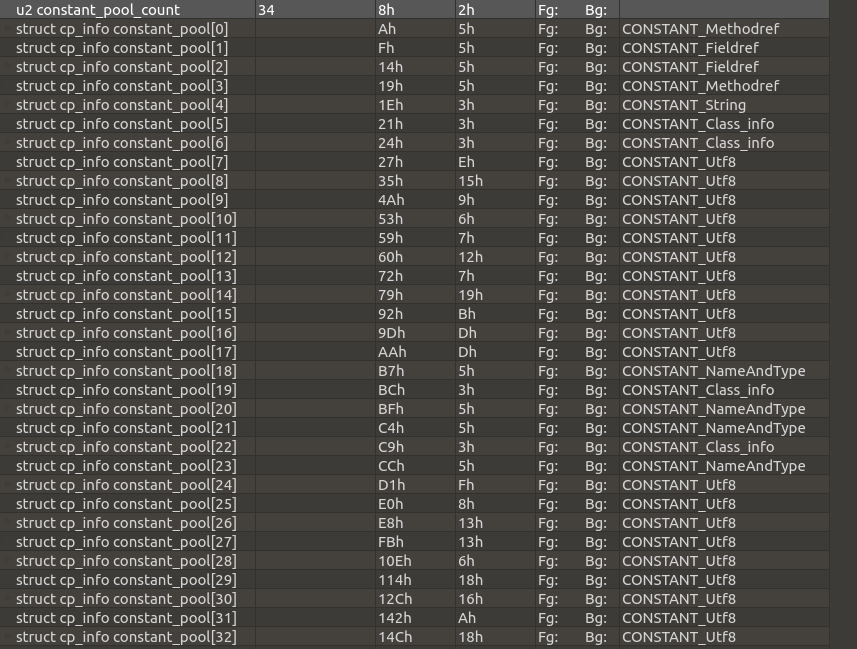 u2 constant_pool_count 34 8h 2h Fg: Bg:
struct cp_info constant_pool[0] Ah 5h Fg: Bg: CONSTANT_Methodref
struct cp_info constant_pool[1] Fh 5h Fg: Bg: CONSTANT_Fieldref
struct cp_info constant_pool[2] 14h 5h Fg: Bg: CONSTANT_Fieldref
struct cp_info constant_pool[3] 19h 5h Fg: Bg: CONSTANT_Methodref
struct cp_info constant_pool[4] 1Eh 3h Fg: Bg: CONSTANT_String
struct cp_info constant_pool[5] 21h 3h Fg: Bg: CONSTANT_Class_info
struct cp_info constant_pool[6] 24h 3h Fg: Bg: CONSTANT_Class_info
struct cp_info constant_pool[7] 27h Eh Fg: Bg: CONSTANT_Utf8
struct cp_info constant_pool[8] 35h 15h Fg: Bg: CONSTANT_Utf8
struct cp_info constant_pool[9] 4Ah 9h Fg: Bg: CONSTANT_Utf8
struct cp_info constant_pool[10] 53h 6h Fg: Bg: CONSTANT_Utf8
struct cp_info constant_pool[11] 59h 7h Fg: Bg: CONSTANT_Utf8
struct cp_info constant_pool[12] 60h 12h Fg: Bg: CONSTANT_Utf8
struct cp_info constant_pool[13] 72h 7h Fg: Bg: CONSTANT_Utf8
struct cp_info constant_pool[14] 79h 19h Fg: Bg: CONSTANT_Utf8
struct cp_info constant_pool[15] 92h Bh Fg: Bg: CONSTANT_Utf8
struct cp_info constant_pool[16] 9Dh Dh Fg: Bg: CONSTANT_Utf8
struct cp_info constant_pool[17] AAh Dh Fg: Bg: CONSTANT_Utf8
struct cp_info constant_pool[18] B7h 5h Fg: Bg: CONSTANT_NameAndType
struct cp_info constant_pool[19] BCh 3h Fg: Bg: CONSTANT_Class_info
struct cp_info constant_pool[20] BFh 5h Fg: Bg: CONSTANT_NameAndType
struct cp_info constant_pool[21] C4h 5h Fg: Bg: CONSTANT_NameAndType
struct cp_info constant_pool[22] C9h 3h Fg: Bg: CONSTANT_Class_info
struct cp_info constant_pool[23] CCh 5h Fg: Bg: CONSTANT_NameAndType
struct cp_info constant_pool[24] D1h Fh Fg: Bg: CONSTANT_Utf8
struct cp_info constant_pool[25] E0h 8h Fg: Bg: CONSTANT_Utf8
struct cp_info constant_pool[26] E8h 13h Fg: Bg: CONSTANT_Utf8
struct cp_info constant_pool[27] FBh 13h Fg: Bg: CONSTANT_Utf8
struct cp_info constant_pool[28] 10Eh 6h Fg: Bg: CONSTANT_Utf8
struct cp_info constant_pool[29] 114h 18h Fg: Bg: CONSTANT_Utf8
struct cp_info constant_pool[30] 12Ch 16h Fg: Bg: CONSTANT_Utf8
struct cp_info constant_pool[31] 142h Ah Fg: Bg: CONSTANT_Utf8
struct cp_info constant_pool[32] 14Ch 18h Fg: Bg: CONSTANT_Utf8